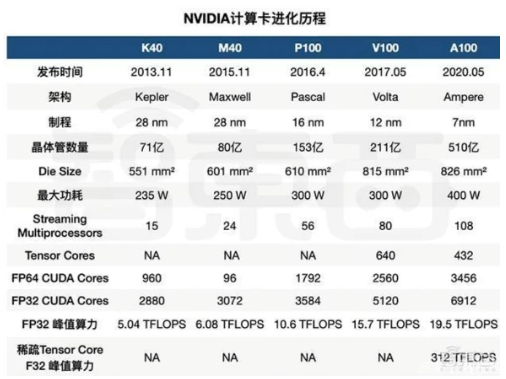 NVIDIA计算卡进化历程
K40 M40 P100 V100 A100
发布时间 2013.11 2015.11 2016.4 2017.05 2020.05
架构 Kepler Maxwell Pascal Volta Ampere
制程 28 nm 28 nm 16 nm 12 nm 7nm
晶体管数量 71亿 80亿 153亿 211亿 510亿
Die Size 551 mm² 601 mm² 610 mm² 815 mm² 826 mm²
最大功耗 235 W 250 W 300 W 300 W 400 W
Streaming
Multiprocessors 15 24 56 80 108
Tensor Cores NA NA NA 640 432
FP64 CUDA Cores 960 96 1792 2560 3456
FP32 CUDA Cores 2880 3072 3584 5120 6912
FP32 峰值算力 5.04 TFLOPS 6.08 TFLOPS 10.6 TFLOPS 15.7 TFLOPS 19.5 TFLOPS
稀疏Tensor Core
F32 峰值算力 NA NA NA NA 312 TFLOPS
智東西